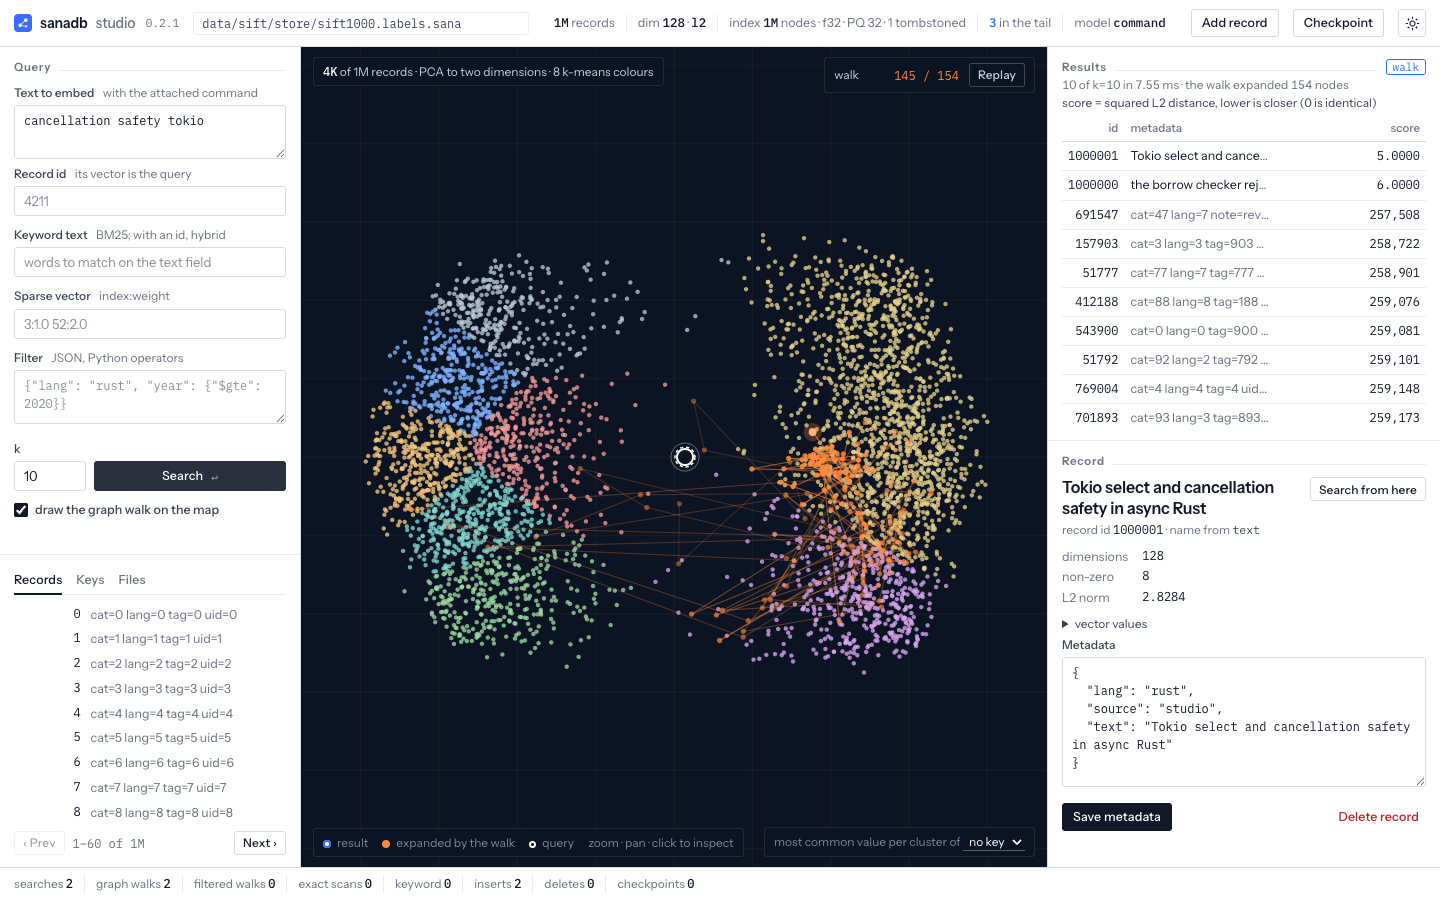 sanadb studio 0.2.1 data/sift/store/sift1000.labels.sana 1M records dim 128·l2 index 1M nodes·f32·PQ 32·1 tombstoned 3 in the tail model command Add record Checkpoint
Query
Text to embed with the attached command
cancellation safety tokio
Record id its vector is the query
4211
Keyword text BM25; with an id, hybrid
words to match on the text field
Sparse vector index:weight
3:1.0 52:2.0
Filter JSON, Python operators
{"lang": "rust", "year": {"$gte":
2020}}
k
10 Search ↵
draw the graph walk on the map
Records Keys Files
0 cat=0 lang=0 tag=0 uid=0
1 cat=1 lang=1 tag=1 uid=1
2 cat=2 lang=2 tag=2 uid=2
3 cat=3 lang=3 tag=3 uid=3
4 cat=4 lang=4 tag=4 uid=4
5 cat=5 lang=5 tag=5 uid=5
6 cat=6 lang=6 tag=6 uid=6
7 cat=7 lang=7 tag=7 uid=7
8 cat=8 lang=8 tag=8 uid=8
‹ Prev 1–60 of 1M Next ›
4K of 1M records · PCA to two dimensions · 8 k-means colours
walk 145 / 154 Replay
result expanded by the walk query zoom · pan · click to inspect
most common value per cluster of no key
Results walk
10 of k=10 in 7.55 ms · the walk expanded 154 nodes
score = squared L2 distance, lower is closer (0 is identical)
id metadata score
1000001 Tokio select and cance… 5.0000
1000000 the borrow checker rej… 6.0000
691547 cat=47 lang=7 note=rev… 257,508
157903 cat=3 lang=3 tag=903 … 258,722
51777 cat=77 lang=7 tag=777 … 258,901
412188 cat=88 lang=8 tag=188 … 259,076
543900 cat=0 lang=0 tag=900 … 259,081
51792 cat=92 lang=2 tag=792 … 259,101
769004 cat=4 lang=4 tag=4 uid… 259,148
701893 cat=93 lang=3 tag=893… 259,173
Record
Tokio select and cancellation
safety in async Rust
Search from here
record id 1000001 · name from text
dimensions 128
non-zero 8
L2 norm 2.8284
▶ vector values
Metadata
{
"lang": "rust",
"source": "studio",
"text": "Tokio select and cancellation safety
in async Rust"
}
Save metadata Delete record
searches 2 graph walks 2 filtered walks 0 exact scans 0 keyword 0 inserts 2 deletes 0 checkpoints 0